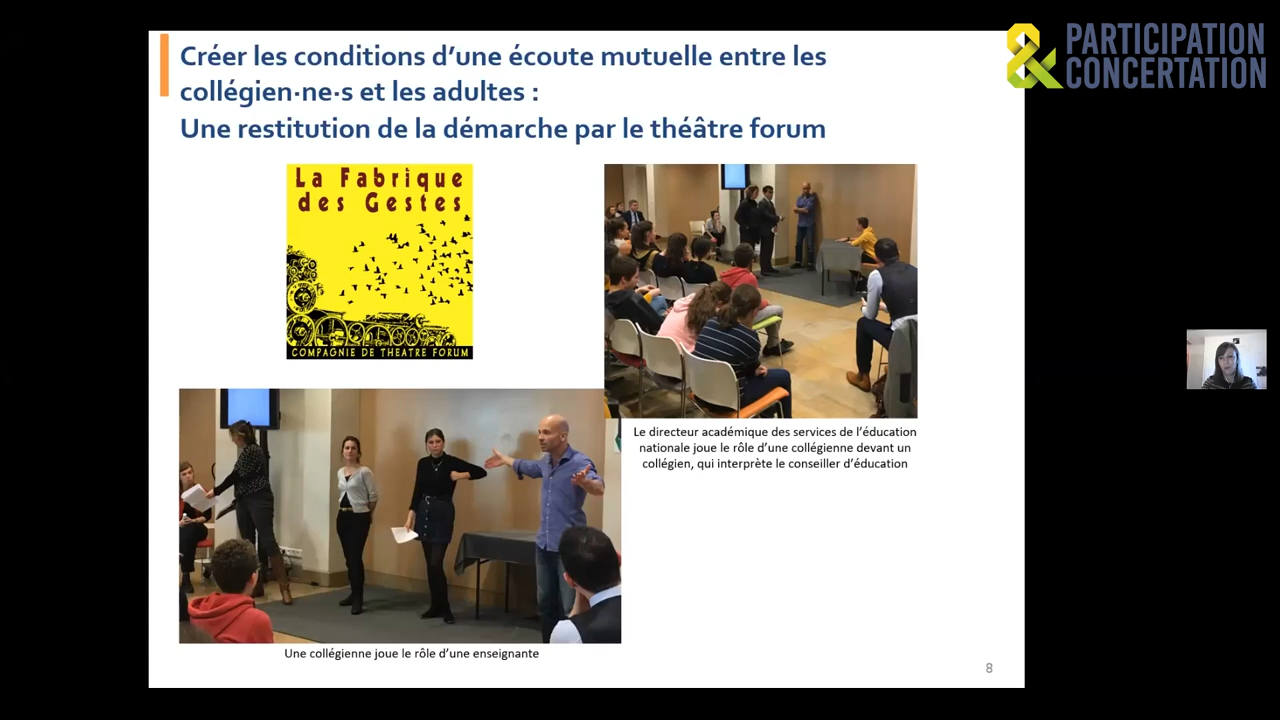 PARTICIPATION
& CONCERTATION
Créer les conditions d’une écoute mutuelle entre les
collégien·ne·s et les adultes :
Une restitution de la démarche par le théâtre forum
La Fabrique
des Gestes
COMPAGNIE DE THEATRE FORUM
Le directeur académique des services de l’éducation
nationale joue le rôle d’une collégienne devant un
collégien, qui interprète le conseiller d’éducation
Une collégienne joue le rôle d’une enseignante
8